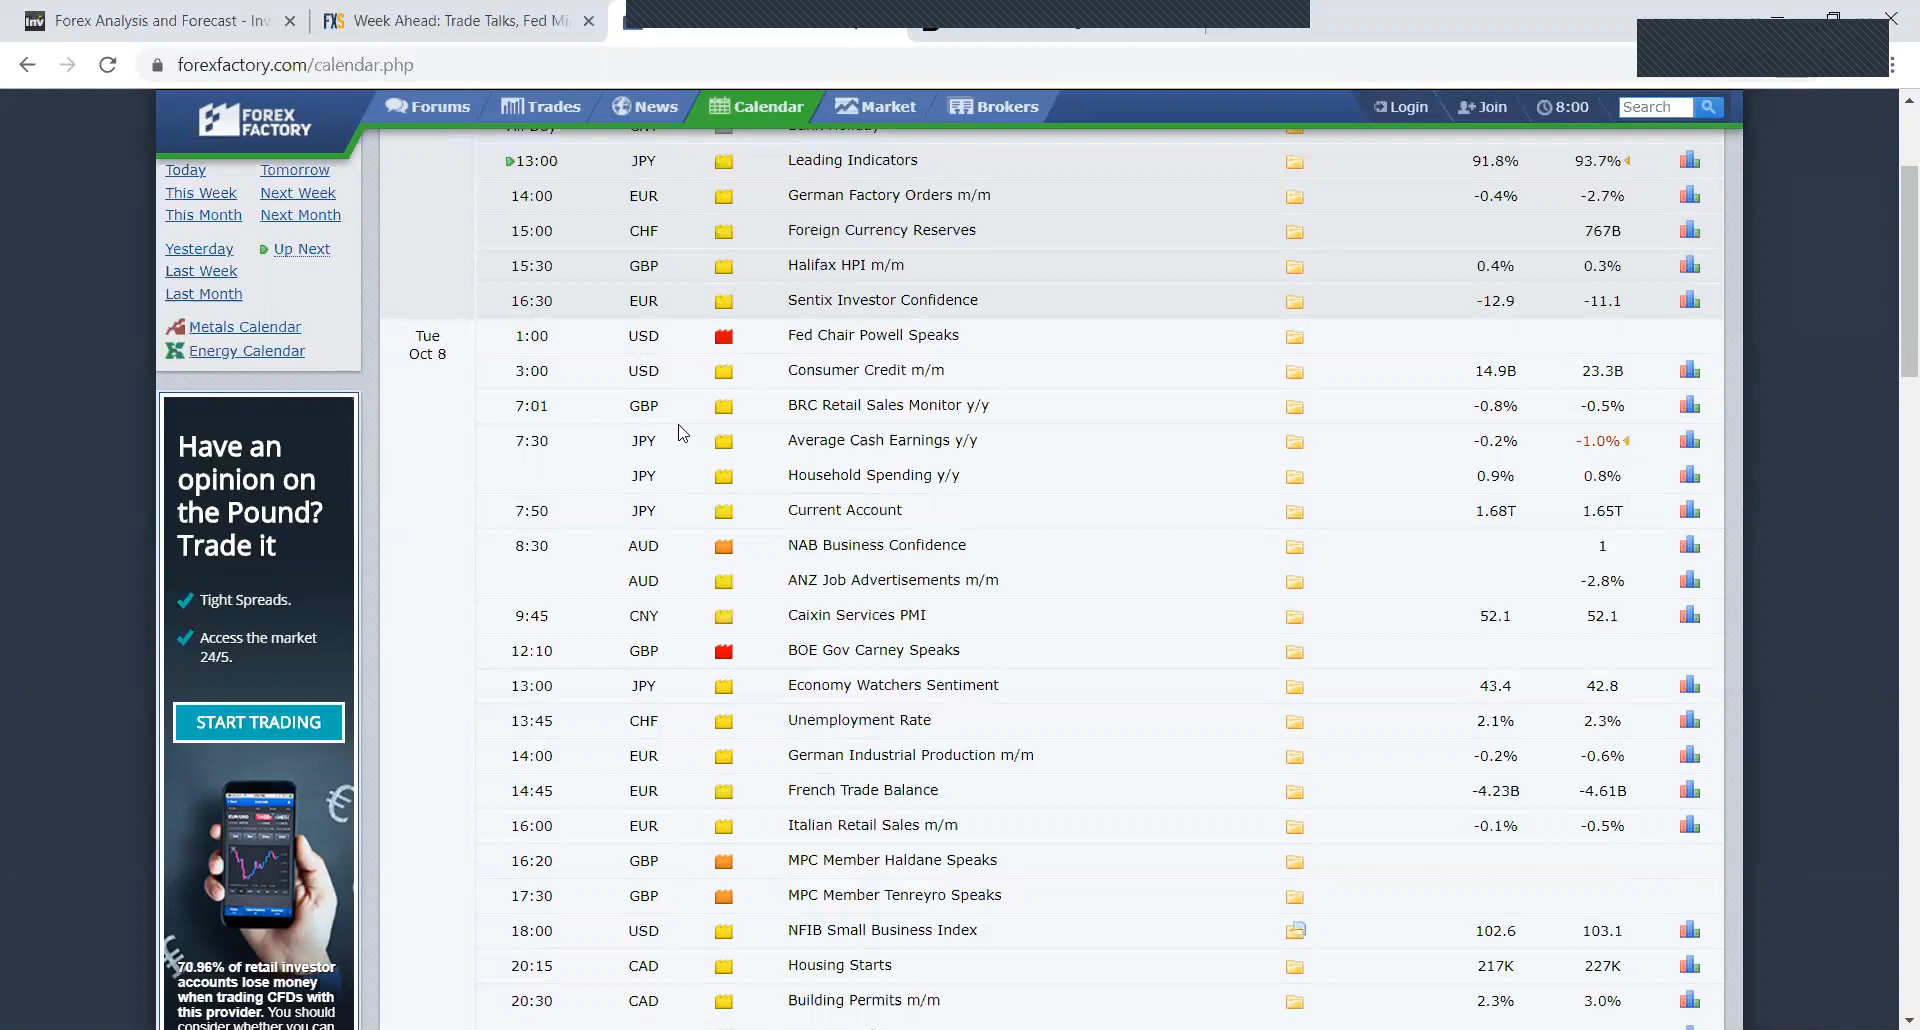 Forex Analysis and Forecast - Inv
FXS Week Ahead: Trade Talks, Fed Mi
forexfactory.com/calendar.php
FOREX FACTORY
Forums Trades News Calendar Market Brokers Login Join 8:00 Search
Today Tomorrow
This Week Next Week
This Month Next Month
Yesterday Up Next
Last Week
Last Month
Metals Calendar
Energy Calendar
Have an
opinion on
the Pound?
Trade it
Tight Spreads.
Access the market
24/5.
START TRADING
70.96% of retail investor
accounts lose money
when trading CFDs with
this provider. You should
consider whether you can
13:00 JPY Leading Indicators 91.8% 93.7%
14:00 EUR German Factory Orders m/m -0.4% -2.7%
15:00 CHF Foreign Currency Reserves 767B
15:30 GBP Halifax HPI m/m 0.4% 0.3%
16:30 EUR Sentix Investor Confidence -12.9 -11.1
Tue
Oct 8
1:00 USD Fed Chair Powell Speaks
3:00 USD Consumer Credit m/m 14.9B 23.3B
7:01 GBP BRC Retail Sales Monitor y/y -0.8% -0.5%
7:30 JPY Average Cash Earnings y/y -0.2% -1.0%
JPY Household Spending y/y 0.9% 0.8%
7:50 JPY Current Account 1.68T 1.65T
8:30 AUD NAB Business Confidence 1
AUD ANZ Job Advertisements m/m -2.8%
9:45 CNY Caixin Services PMI 52.1 52.1
12:10 GBP BOE Gov Carney Speaks
13:00 JPY Economy Watchers Sentiment 43.4 42.8
13:45 CHF Unemployment Rate 2.1% 2.3%
14:00 EUR German Industrial Production m/m -0.2% -0.6%
14:45 EUR French Trade Balance -4.23B -4.61B
16:00 EUR Italian Retail Sales m/m -0.1% -0.5%
16:20 GBP MPC Member Haldane Speaks
17:30 GBP MPC Member Tenreyro Speaks
18:00 USD NFIB Small Business Index 102.6 103.1
20:15 CAD Housing Starts 217K 227K
20:30 CAD Building Permits m/m 2.3% 3.0%